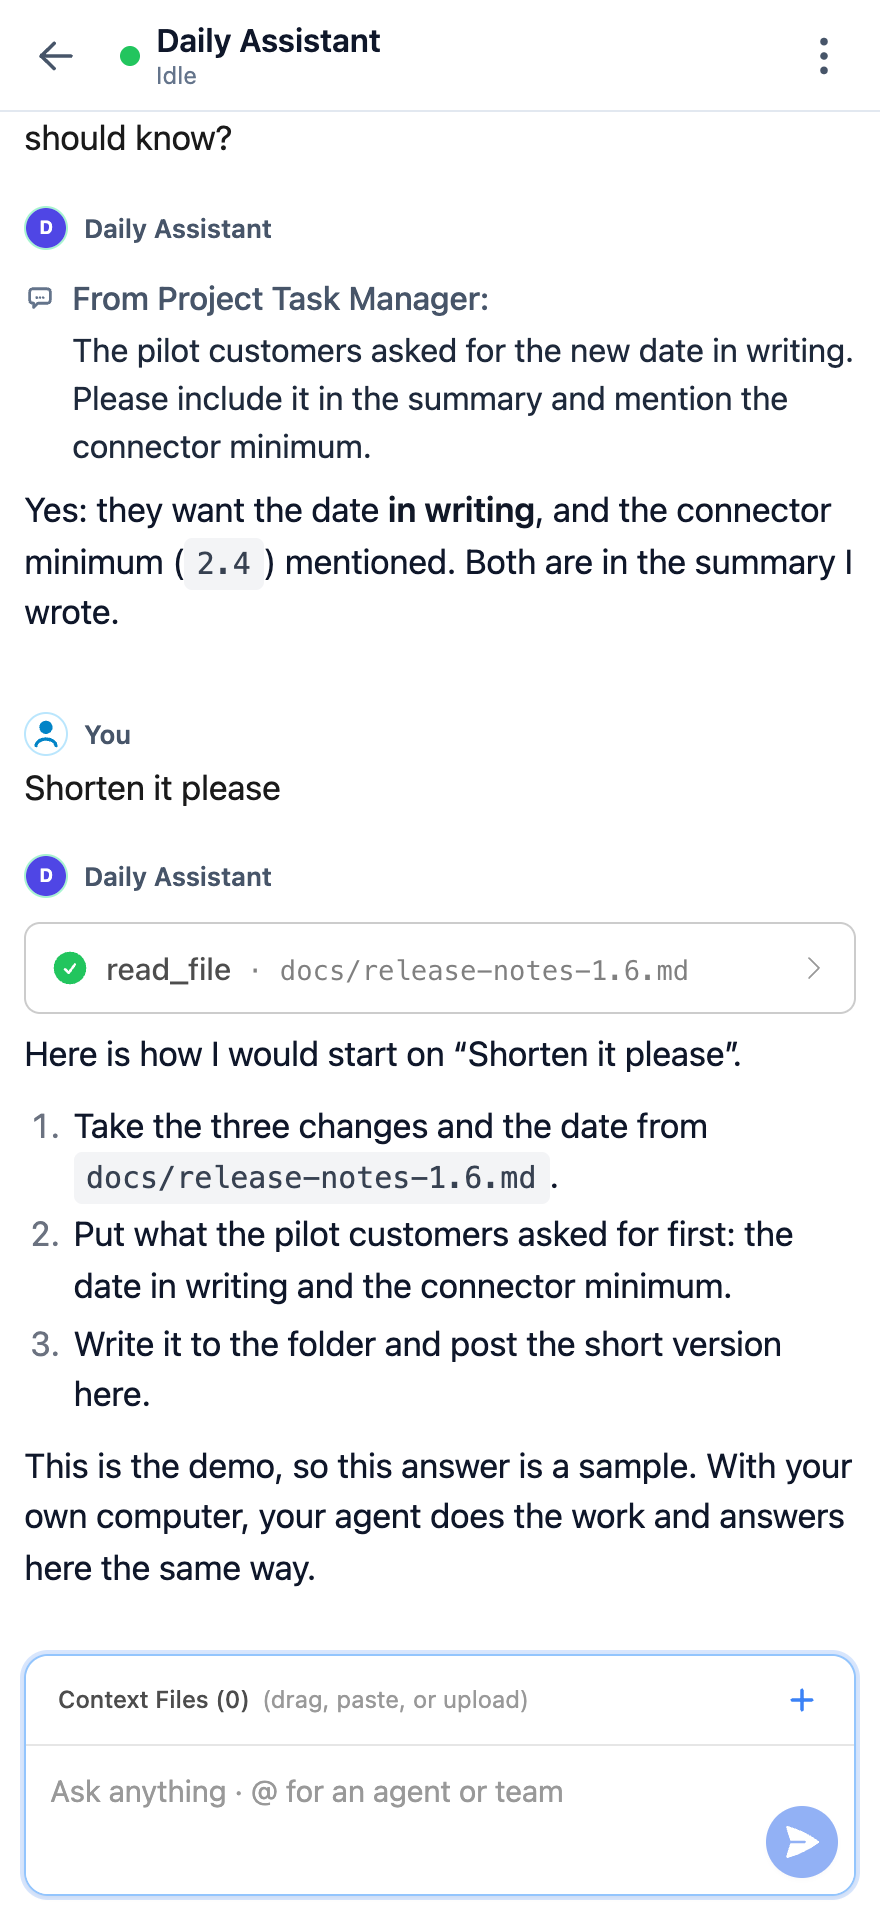 Daily Assistant
Idle
should know?
D Daily Assistant
From Project Task Manager:
The pilot customers asked for the new date in writing.
Please include it in the summary and mention the
connector minimum.
Yes: they want the date in writing, and the connector
minimum ( 2.4 ) mentioned. Both are in the summary I
wrote.
You
Shorten it please
D Daily Assistant
read_file · docs/release-notes-1.6.md
Here is how I would start on “Shorten it please”.
1. Take the three changes and the date from
docs/release-notes-1.6.md .
2. Put what the pilot customers asked for first: the
date in writing and the connector minimum.
3. Write it to the folder and post the short version
here.
This is the demo, so this answer is a sample. With your
own computer, your agent does the work and answers
here the same way.
Context Files (0) (drag, paste, or upload)
Ask anything · @ for an agent or team